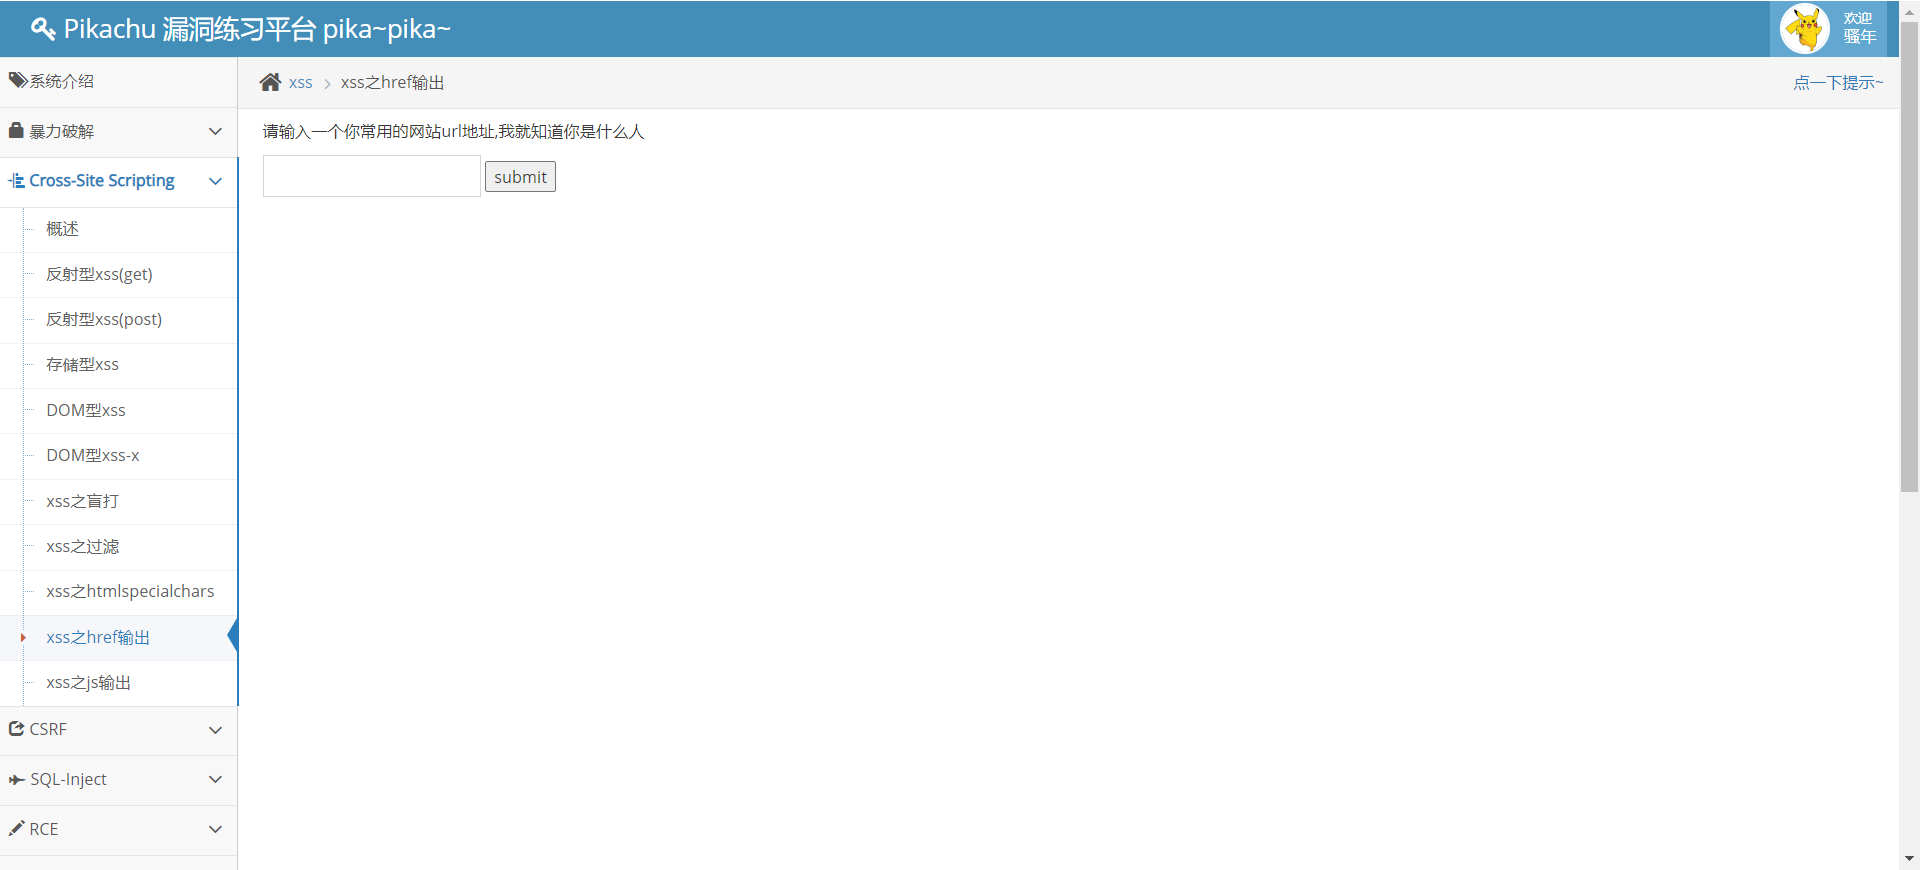 Pikachu 漏洞练习平台 pika~pika~
欢迎
骚年
系统介绍
暴力破解
Cross-Site Scripting
概述
反射型xss(get)
反射型xss(post)
存储型xss
DOM型xss
DOM型xss-x
xss之盲打
xss之过滤
xss之htmlspecialchars
xss之href输出
xss之js输出
CSRF
SQL-Inject
RCE
xss > xss之href输出
点一下提示~
请输入一个你常用的网站url地址,我就知道你是什么人
submit